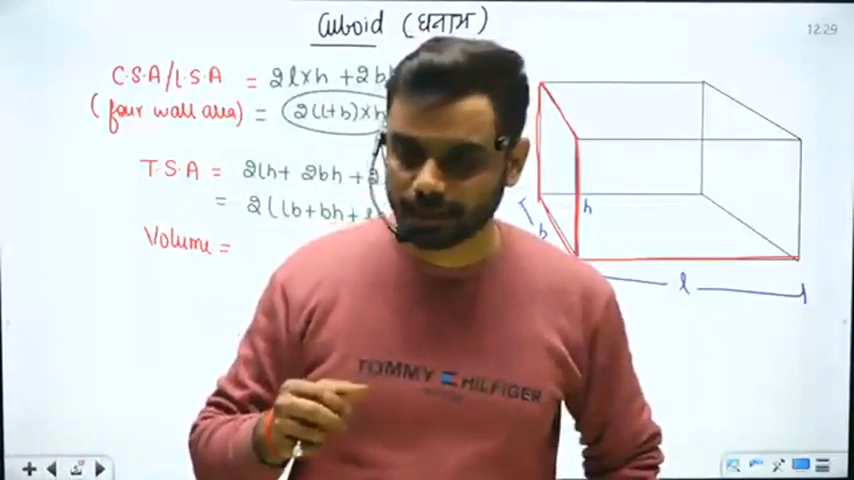 Cuboid (घनाभ)
12:29
C.S.A/L.S.A = 2l×h + 2b
(four wall area) = 2(l+b)×h
T.S.A = 2lh + 2bh + 2
= 2(lb+bh+l
Volume =
h
b
l
TOMMY HILFIGER